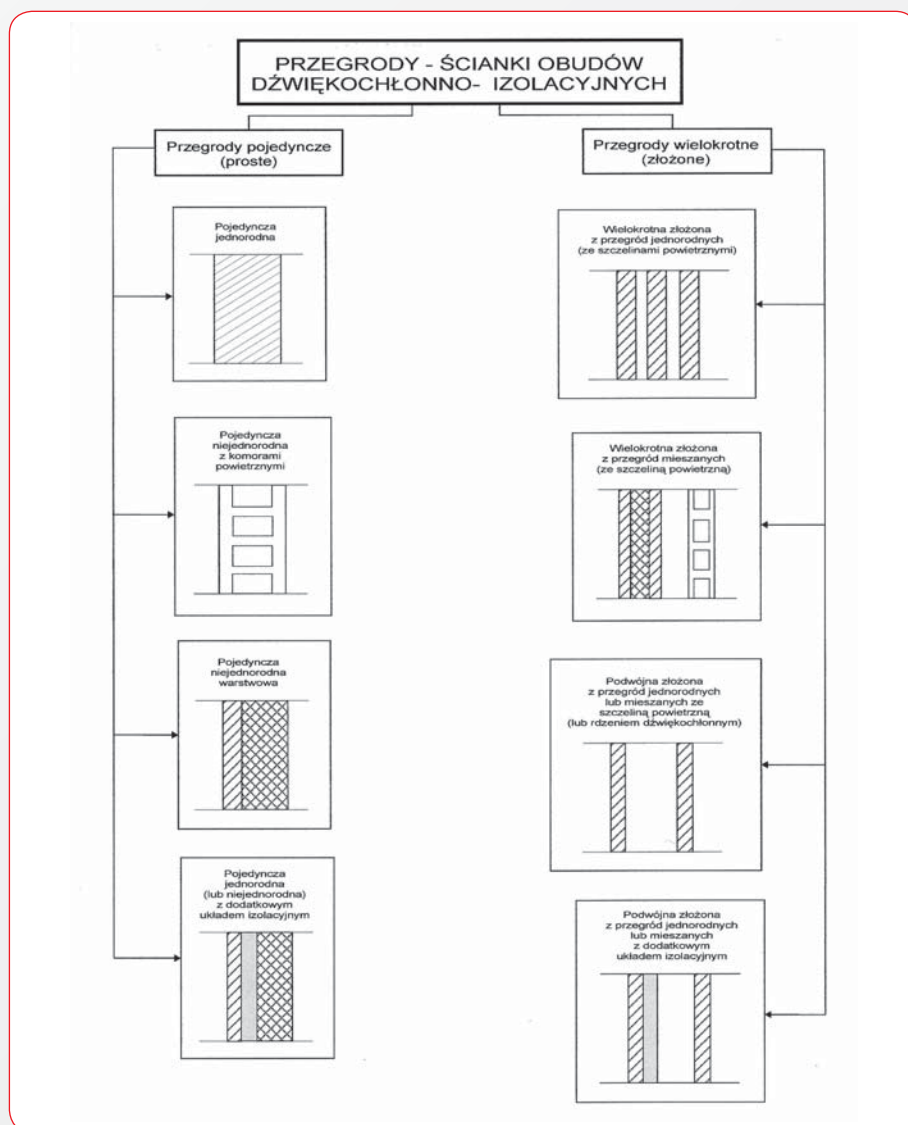 PRZEGRODY - ŚCIANKI OBUDÓW
DŹWIĘKOCHŁONNO- IZOLACYJNYCH
Przegrody pojedyncze
(proste)
Przegrody wielokrotne
(złożone)
Pojedyncza
jednorodna
Pojedyncza
niejednorodna
z komorami
powietrznymi
Pojedyncza
niejednorodna
warstwowa
Pojedyncza
jednorodna
(lub niejednorodna)
z dodatkowym
układem izolacyjnym
Wielokrotna złożona
z przegród jednorodnych
(ze szczelinami powietrznymi)
Wielokrotna złożona
z przegród mieszanych
(ze szczeliną powietrzną)
Podwójna złożona
z przegród jednorodnych
lub mieszanych ze
szczeliną powietrzną
(lub rdzeniem dźwiękochłonnym)
Podwójna złożona
z przegród jednorodnych
lub mieszanych
z dodatkowym
układem izolacyjnym